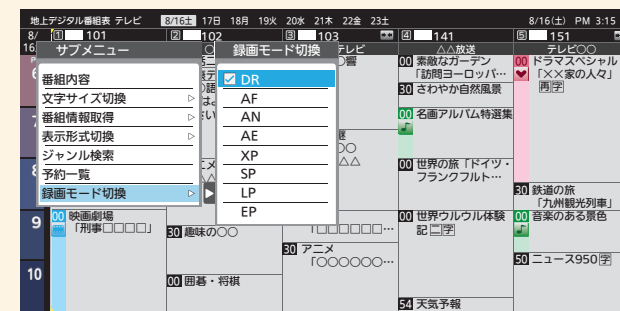 地上デジタル番組表 テレビ 8/16土 17日 18月 19火 20水 21木 22金 23土 8/16(土) PM 3:15
1 101 2 102 3 103 4 141 5 151
△△放送 テレビ○○
サブメニュー
番組内容
文字サイズ切換
番組情報取得
表示形式切換
ジャンル検索
予約一覧
録画モード切換
録画モード切換
DR
AF
AN
AE
XP
SP
LP
EP
テレビ
00 素敵なガーデン
「訪問ヨーロッパ…
30 さわやか自然風景
00 名画アルバム特選集
00 世界の旅「ドイツ・
フランクフルト…
00 世界ウルウル体験
記 二 字
54 天気予報
00 ドラマスペシャル
「××家の人々」
再 字
30 鉄道の旅
「九州観光列車」
00 音楽のある景色
50 ニュース950 字
9 00 映画劇場
「刑事□□□□」
30 趣味の○○
「□□□□□…
30 アニメ
「○○○○○○…
10
00 囲碁・将棋